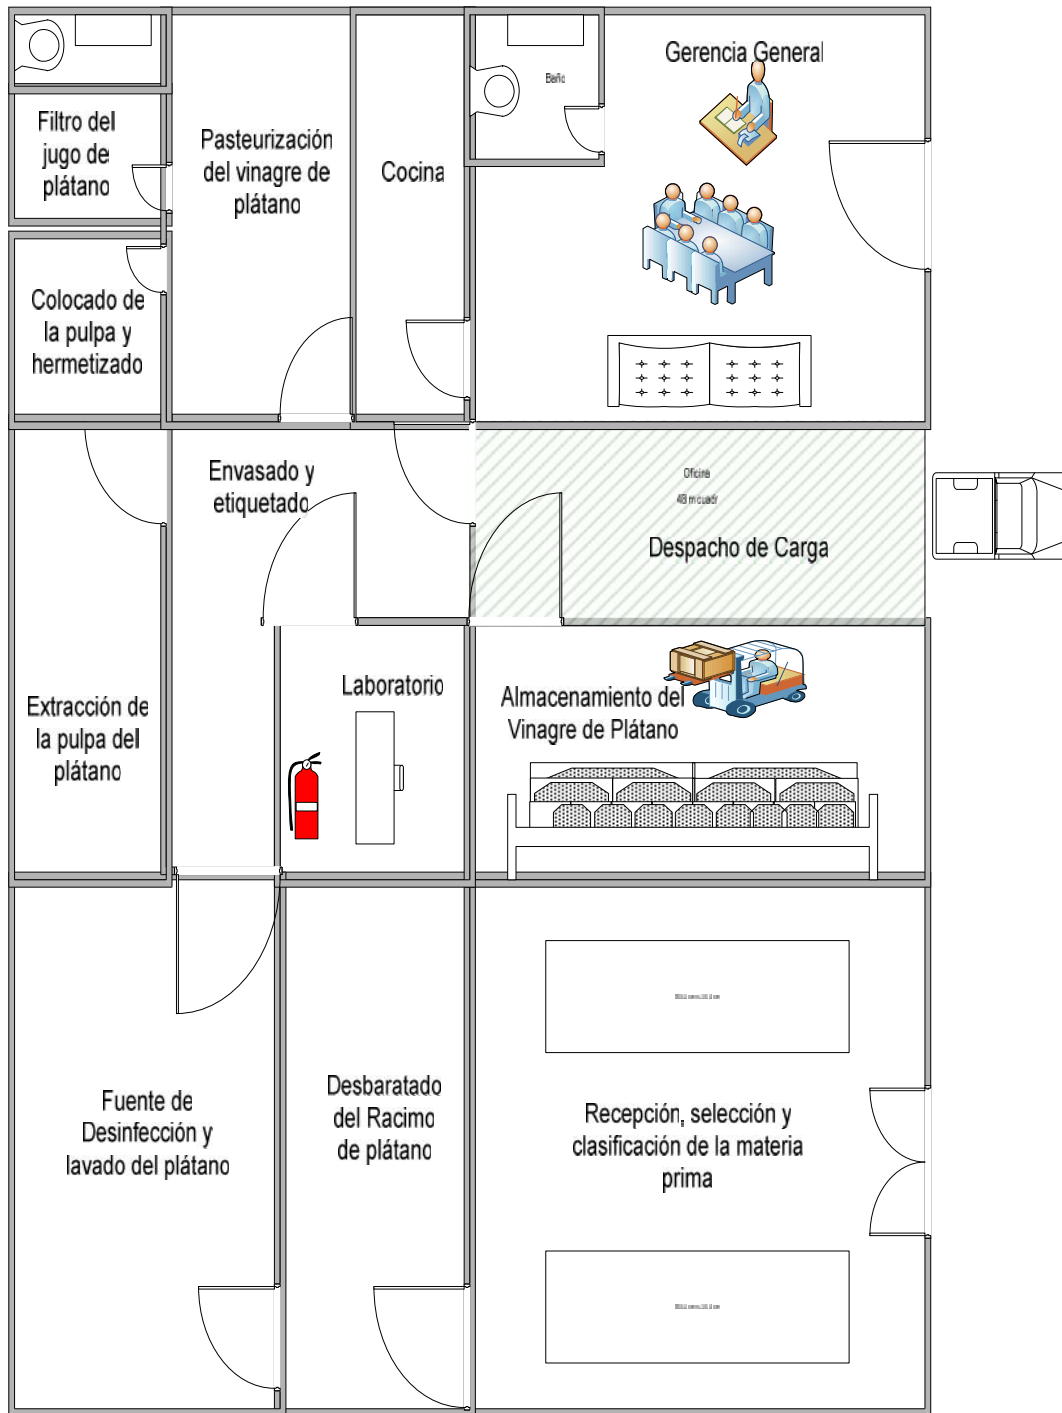 Gerencia General
Baño
Filtro del
jugo de
plátano
Pasteurización
del vinagre de
plátano
Cocina
Colocado de
la pulpa y
hermetizado
Envasado y
etiquetado
Oficina
Despacho de Carga
Laboratorio
Almacenamiento del
Vinagre de Plátano
Extracción de
la pulpa del
plátano
Fuente de
Desinfección y
lavado del plátano
Desbaratado
del Racimo
de plátano
Recepción, selección y
clasificación de la materia
prima